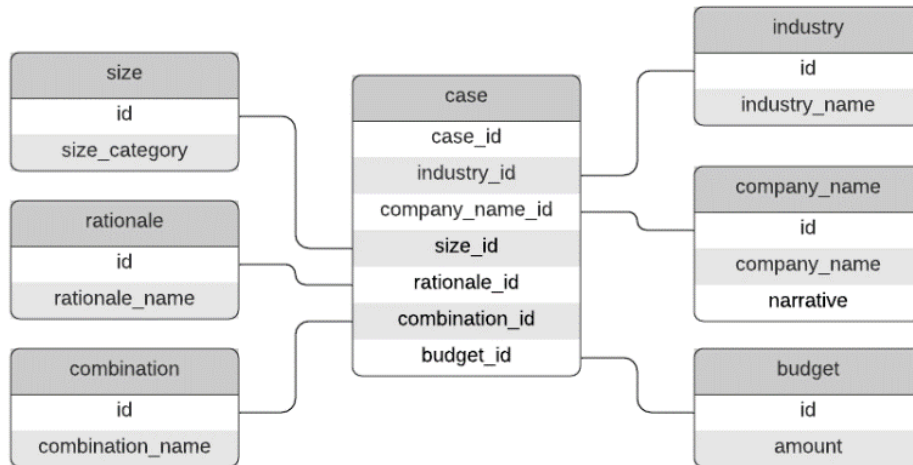 size
id
size_category
rationale
id
rationale_name
combination
id
combination_name
case
case_id
industry_id
company_name_id
size_id
rationale_id
combination_id
budget_id
industry
id
industry_name
company_name
id
company_name
narrative
budget
id
amount